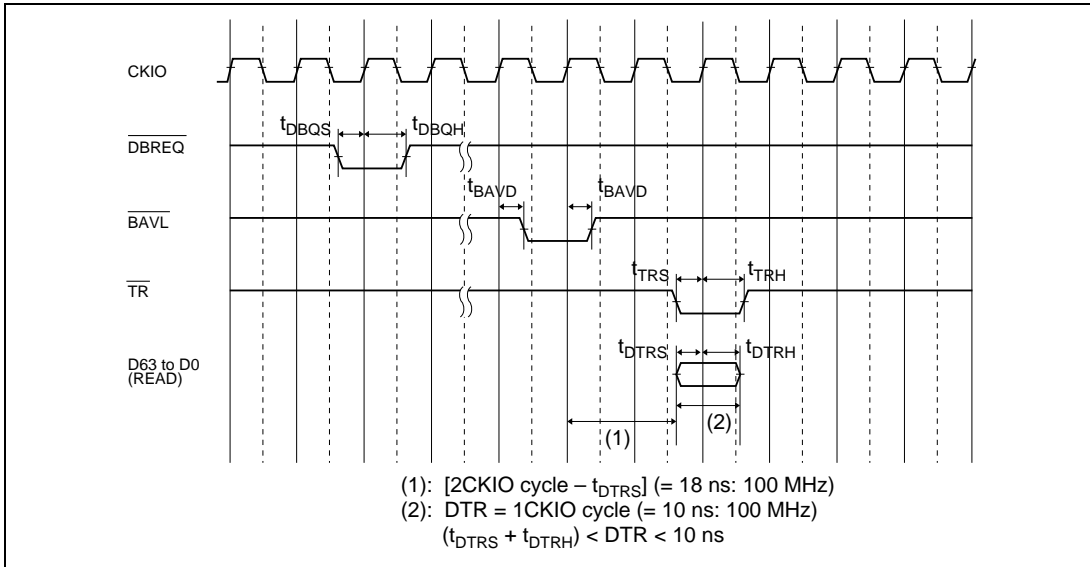 CKIO
tDBQS
tDBQH
DBREQ
tBAVD
tBAVD
BAVL
tTRS
tTRH
TR
tDTRS
tDTRH
D63 to D0
(READ)
(1)
(2)
(1): [2CKIO cycle – tDTRS] (= 18 ns: 100 MHz)
(2): DTR = 1CKIO cycle (= 10 ns: 100 MHz)
(tDTRS + tDTRH) < DTR < 10 ns